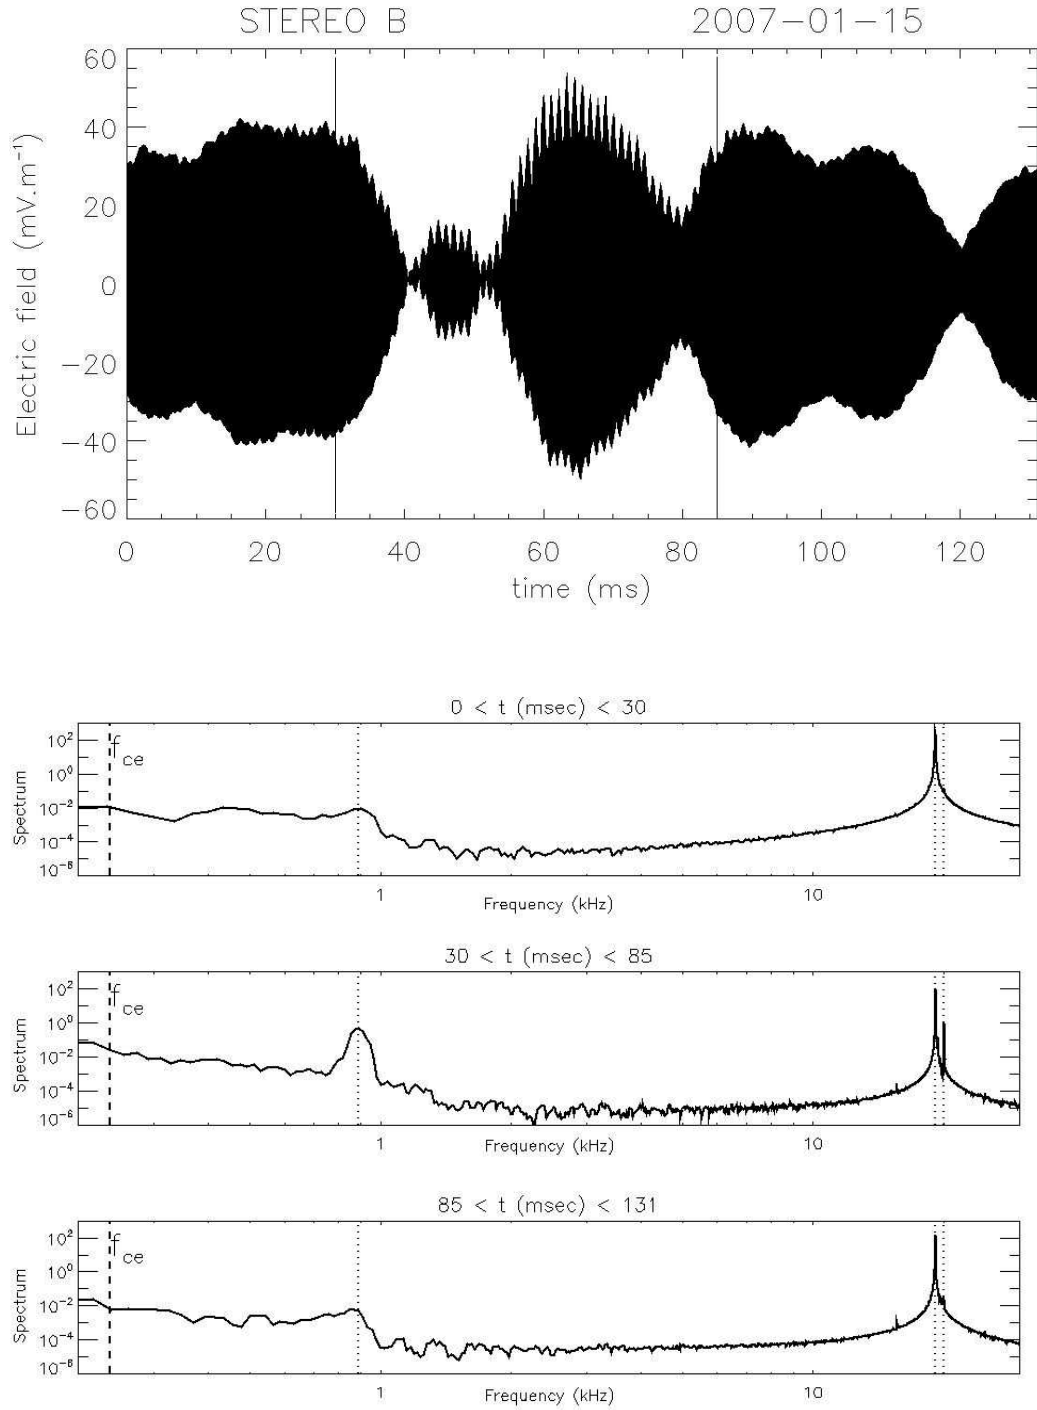 STEREO B 2007-01-15
60
40
20
0
-20
-40
-60
Electric field (mV.m⁻¹)
0 20 40 60 80 100 120
time (ms)
0 < t (msec) < 30
10²
10⁰
10⁻²
10⁻⁴
10⁻⁶
Spectrum
fce
1 10
Frequency (kHz)
30 < t (msec) < 85
10²
10⁰
10⁻²
10⁻⁴
10⁻⁶
Spectrum
fce
1 10
Frequency (kHz)
85 < t (msec) < 131
10²
10⁰
10⁻²
10⁻⁴
10⁻⁶
Spectrum
fce
1 10
Frequency (kHz)